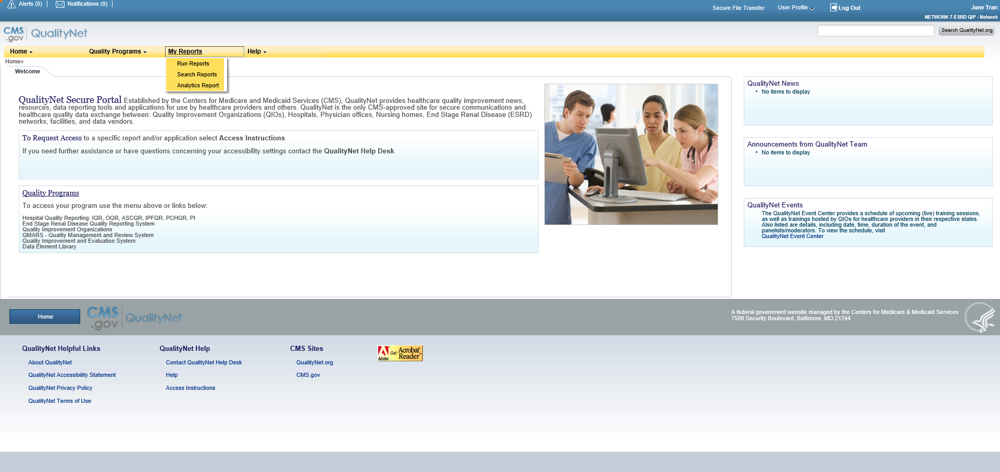 Alerts (0)
Notifications (0)
Secure File Transfer
User Profile
Log Out
June Tran
NETWORK 7-ESRD QIP - Network
CMS
.gov
QualityNet
Search QualityNet.org
Home
Quality Programs
My Reports
Help
Home>
Run Reports
Search Reports
Analytics Report
Welcome
QualityNet Secure Portal Established by the Centers for Medicare and Medicaid Services (CMS), QualityNet provides healthcare quality improvement news,
resources, data reporting tools and applications for use by healthcare providers and others. QualityNet is the only CMS-approved site for secure communications and
healthcare quality data exchange between: Quality Improvement Organizations (QIOs), Hospitals, Physician offices, Nursing homes, End Stage Renal Disease (ESRD)
networks, facilities, and data vendors.
To Request Access to a specific report and/or application select Access Instructions
If you need further assistance or have questions concerning your accessibility settings contact the QualityNet Help Desk
Quality Programs
To access your program use the menu above or links below:
Hospital Quality Reporting: IQR, OQR, ASCQR, IPFQR, PCHQR, PI
End Stage Renal Disease Quality Reporting System
Quality Improvement Organizations
QMARS - Quality Management and Review System
Quality Improvement and Evaluation System
Data Element Library
QualityNet News
• No items to display
Announcements from QualityNet Team
• No items to display
QualityNet Events
The QualityNet Event Center provides a schedule of upcoming (live) training sessions,
as well as trainings hosted by QIOs for healthcare providers in their respective states.
Also listed are details, including date, time, duration of the event, and
panelists/moderators. To view the schedule, visit
QualityNet Event Center
Home
CMS
.gov
QualityNet
A federal government website managed by the Centers for Medicare & Medicaid Services
7500 Security Boulevard, Baltimore, MD 21244
QualityNet Helpful Links
About QualityNet
QualityNet Accessibility Statement
QualityNet Privacy Policy
QualityNet Terms of Use
QualityNet Help
Contact QualityNet Help Desk
Help
Access Instructions
CMS Sites
QualityNet.org
CMS.gov
Adobe
Get Acrobat
Reader